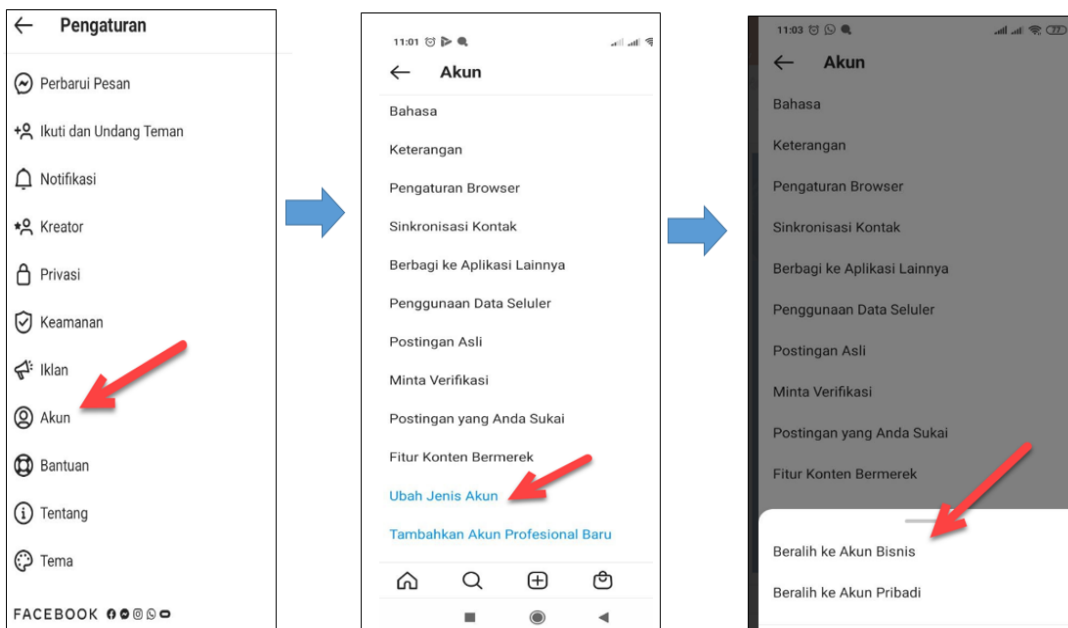 Pengaturan
Perbarui Pesan
Ikuti dan Undang Teman
Notifikasi
Kreator
Privasi
Keamanan
Iklan
Akun
Bantuan
Tentang
Tema
FACEBOOK
11:01
Akun
Bahasa
Keterangan
Pengaturan Browser
Sinkronisasi Kontak
Berbagi ke Aplikasi Lainnya
Penggunaan Data Seluler
Postingan Asli
Minta Verifikasi
Postingan yang Anda Sukai
Fitur Konten Bermerek
Ubah Jenis Akun
Tambahkan Akun Profesional Baru
11:03
Akun
Bahasa
Keterangan
Pengaturan Browser
Sinkronisasi Kontak
Berbagi ke Aplikasi Lainnya
Penggunaan Data Seluler
Postingan Asli
Minta Verifikasi
Postingan yang Anda Sukai
Fitur Konten Bermerek
Beralih ke Akun Bisnis
Beralih ke Akun Pribadi